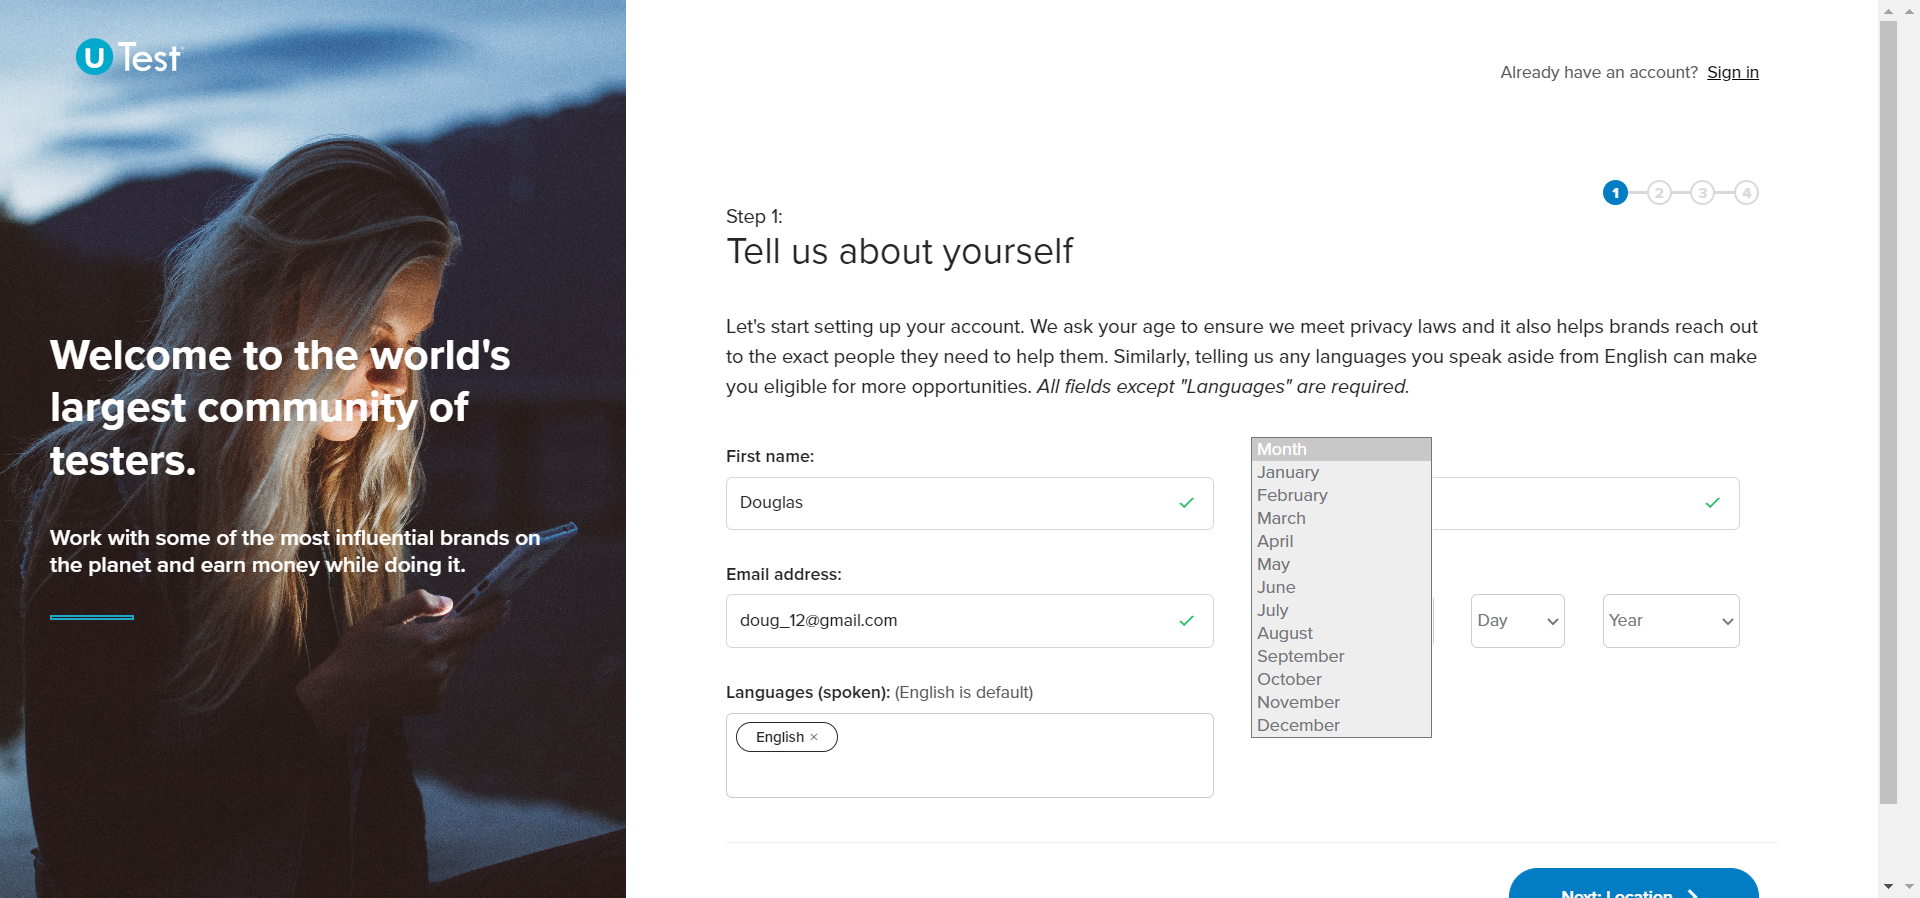 U Test
Welcome to the world's
largest community of
testers.
Work with some of the most influential brands on
the planet and earn money while doing it.
Already have an account? Sign in
1 2 3 4
Step 1:
Tell us about yourself
Let's start setting up your account. We ask your age to ensure we meet privacy laws and it also helps brands reach out
to the exact people they need to help them. Similarly, telling us any languages you speak aside from English can make
you eligible for more opportunities. All fields except "Languages" are required.
First name:
Douglas
Email address:
doug_12@gmail.com
Languages (spoken): (English is default)
English ×
Month
January
February
March
April
May
June
July
August
September
October
November
December
Day
Year
Next: Location